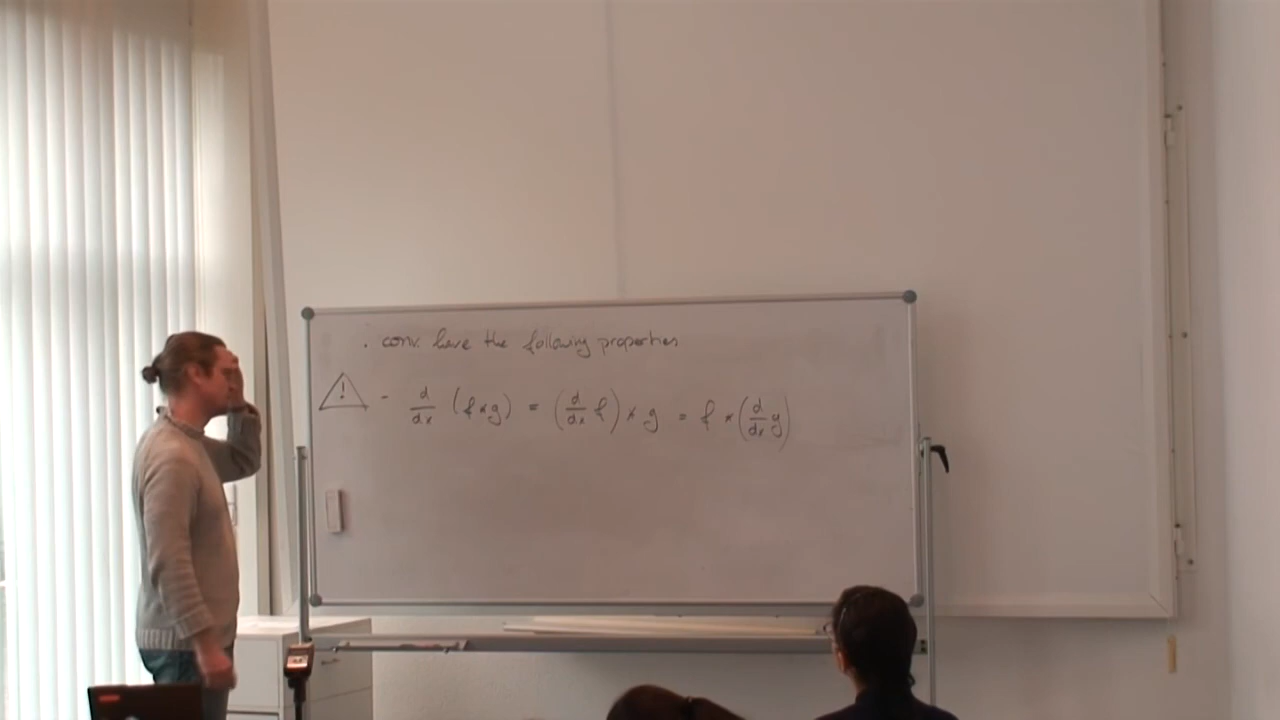 . conv. have the following properties
! - d/dx (f * g) = (d/dx f) * g = f * (d/dx g)